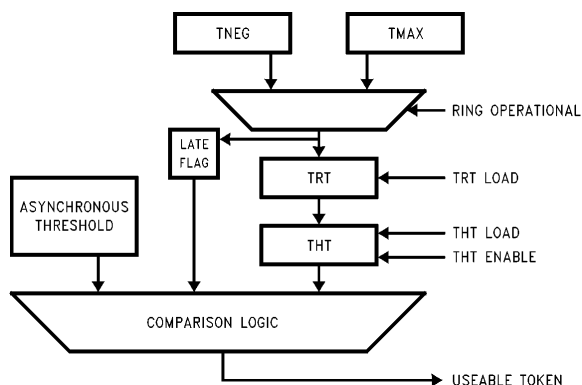 TNEG
TMAX
RING OPERATIONAL
LATE
FLAG
TRT
TRT LOAD
ASYNCHRONOUS
THRESHOLD
THT
THT LOAD
THT ENABLE
COMPARISON LOGIC
USEABLE TOKEN